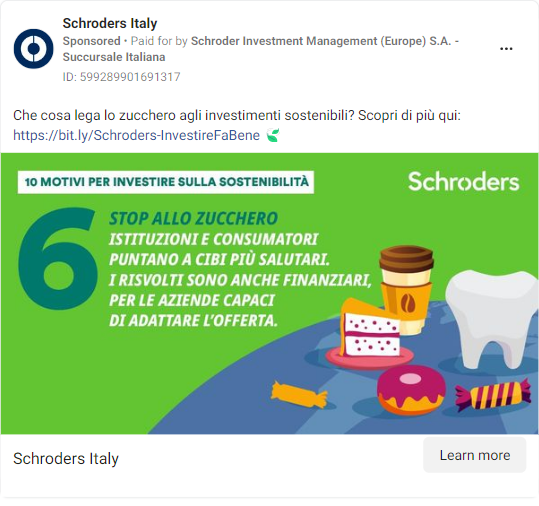 Schroders Italy
Sponsored • Paid for by Schroder Investment Management (Europe) S.A. -
Succursale Italiana
ID: 599289901691317
Che cosa lega lo zucchero agli investimenti sostenibili? Scopri di più qui:
https://bit.ly/Schroders-InvestireFaBene
10 MOTIVI PER INVESTIRE SULLA SOSTENIBILITÀ
Schroders
6
STOP ALLO ZUCCHERO
ISTITUZIONI E CONSUMATORI
PUNTANO A CIBI PIÙ SALUTARI.
I RISVOLTI SONO ANCHE FINANZIARI,
PER LE AZIENDE CAPACI
DI ADATTARE L'OFFERTA.
Schroders Italy
Learn more